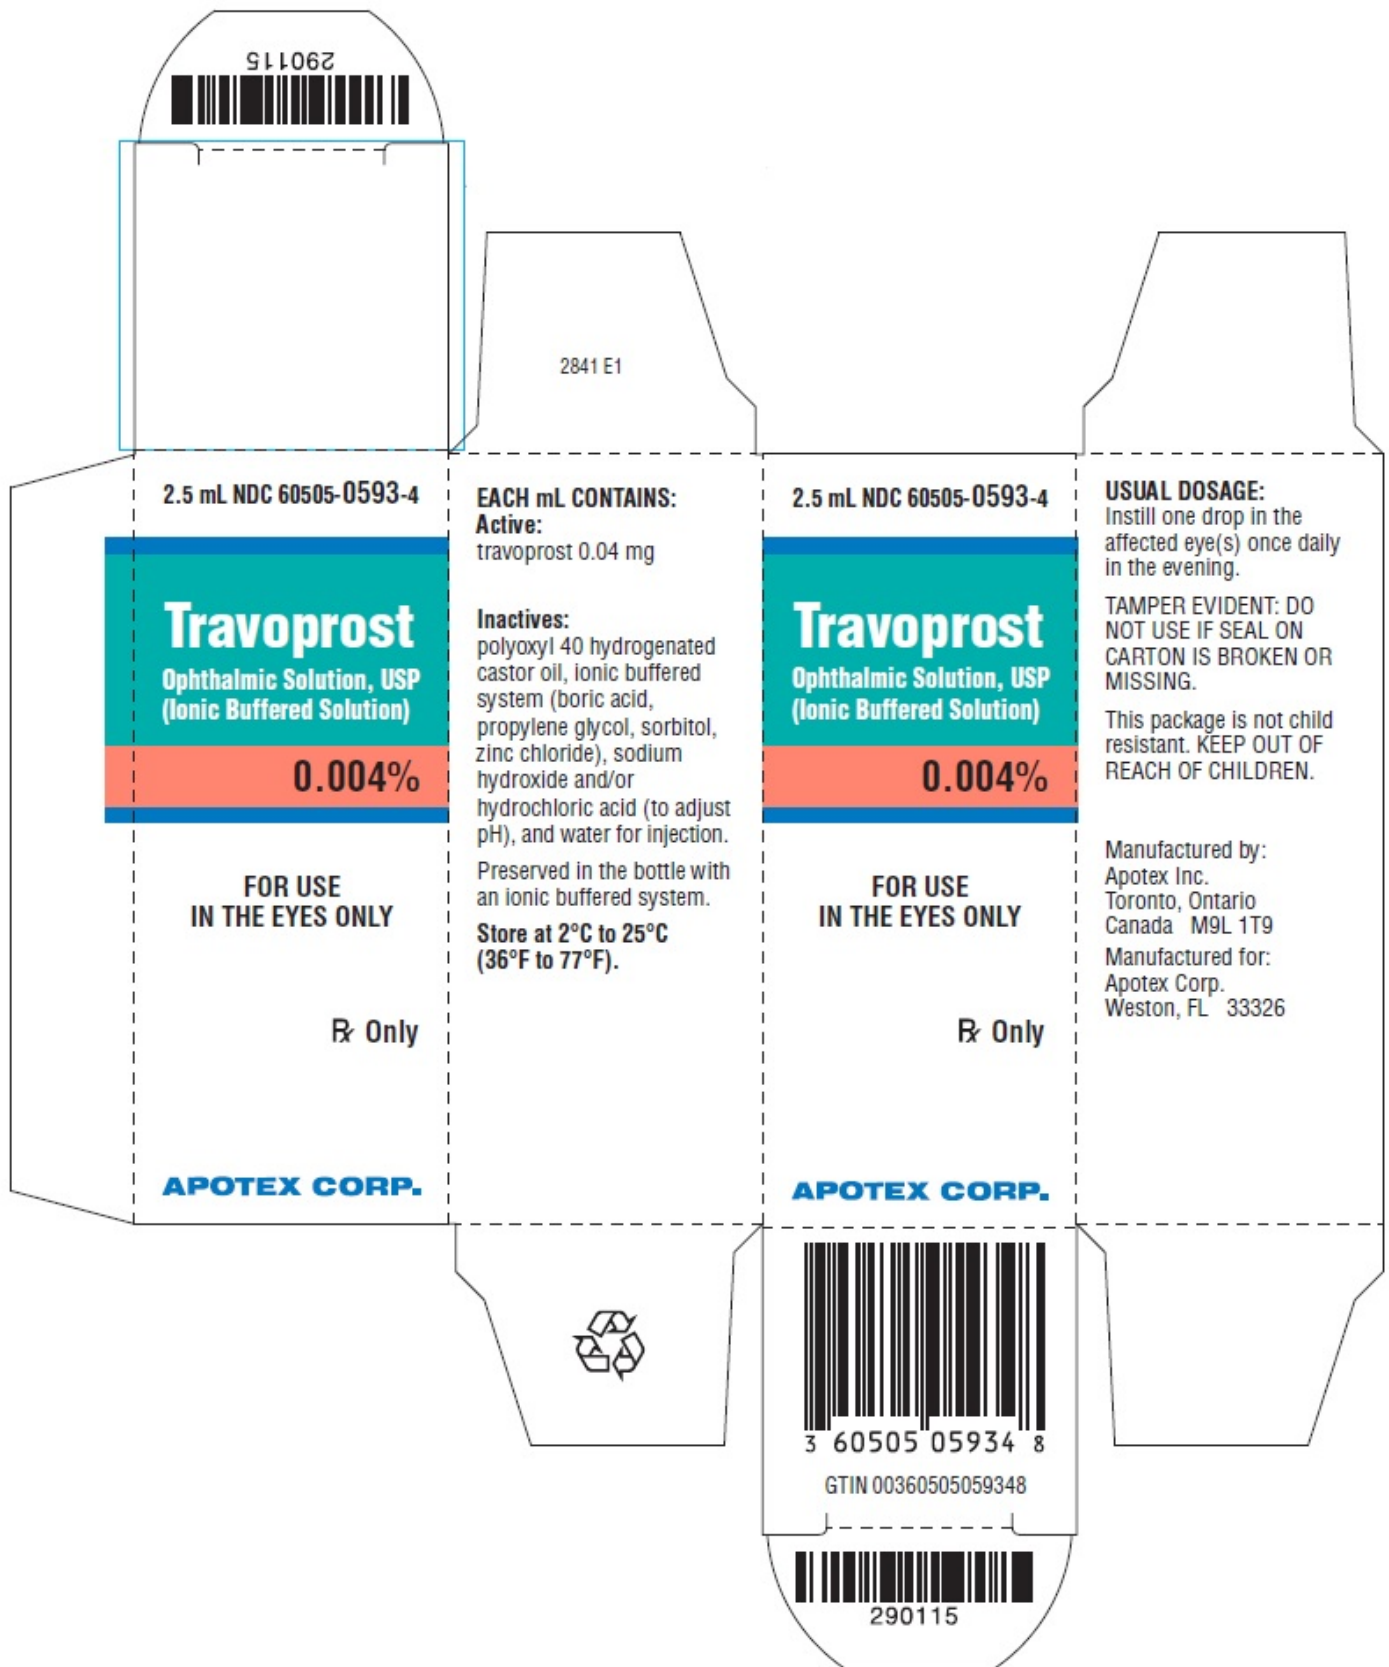 290115
2841 E1
2.5 mL NDC 60505-0593-4
Travoprost
Ophthalmic Solution, USP
(Ionic Buffered Solution)
0.004%
FOR USE
IN THE EYES ONLY
Rx Only
APOTEX CORP.
EACH mL CONTAINS:
Active:
travoprost 0.04 mg
Inactives:
polyoxyl 40 hydrogenated
castor oil, ionic buffered
system (boric acid,
propylene glycol, sorbitol,
zinc chloride), sodium
hydroxide and/or
hydrochloric acid (to adjust
pH), and water for injection.
Preserved in the bottle with
an ionic buffered system.
Store at 2°C to 25°C
(36°F to 77°F).
2.5 mL NDC 60505-0593-4
Travoprost
Ophthalmic Solution, USP
(Ionic Buffered Solution)
0.004%
FOR USE
IN THE EYES ONLY
Rx Only
APOTEX CORP.
USUAL DOSAGE:
Instill one drop in the
affected eye(s) once daily
in the evening.
TAMPER EVIDENT: DO
NOT USE IF SEAL ON
CARTON IS BROKEN OR
MISSING.
This package is not child
resistant. KEEP OUT OF
REACH OF CHILDREN.
Manufactured by:
Apotex Inc.
Toronto, Ontario
Canada M9L 1T9
Manufactured for:
Apotex Corp.
Weston, FL 33326
3 60505 05934 8
GTIN 00360505059348
290115